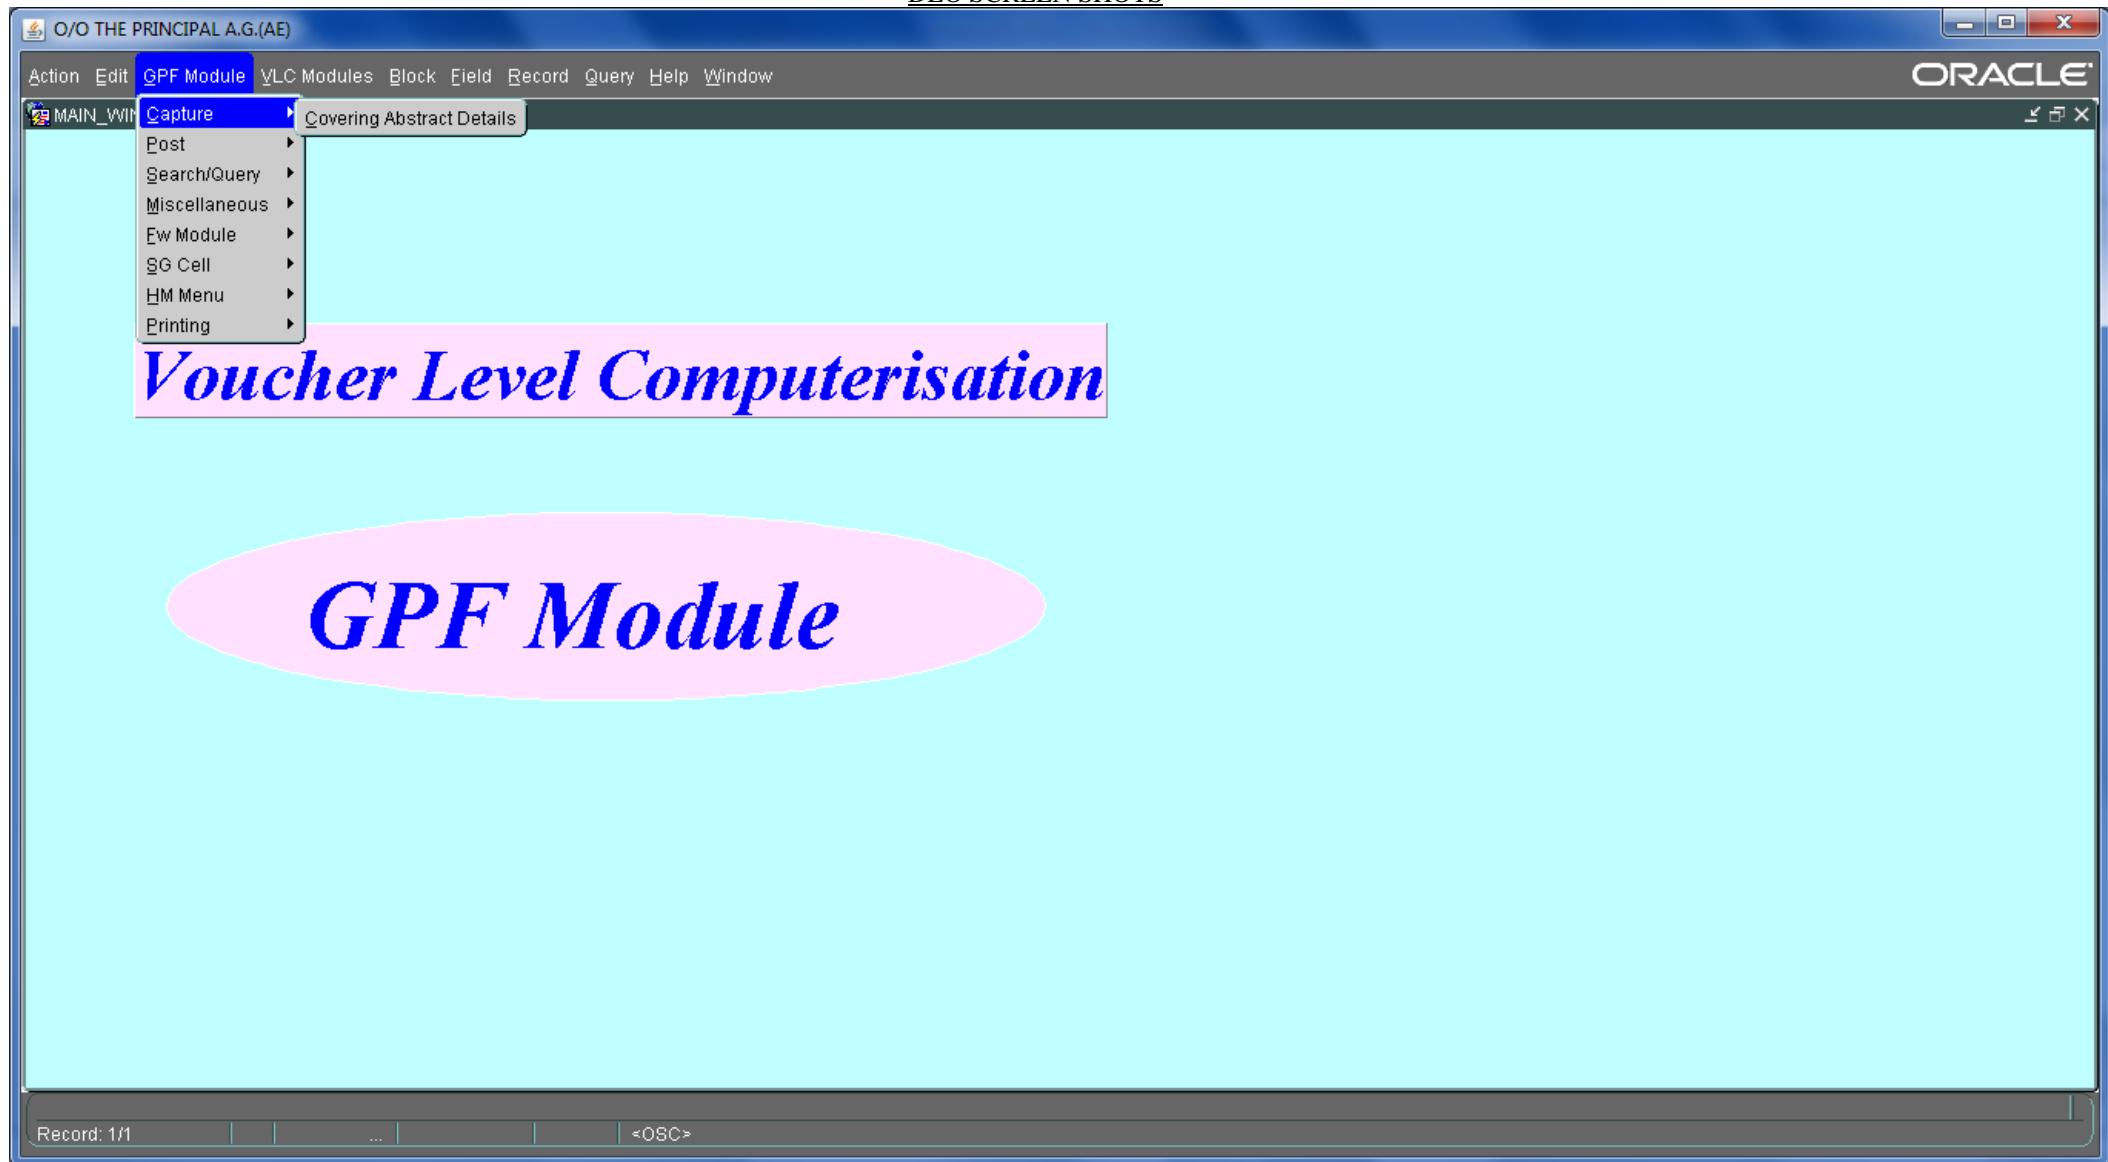 O/O THE PRINCIPAL A.G.(AE)
Action Edit GPF Module VLC Modules Block Field Record Query Help Window
ORACLE
MAIN_WIN
Capture
Covering Abstract Details
Post
Search/Query
Miscellaneous
Fw Module
SG Cell
HM Menu
Printing
Voucher Level Computerisation
GPF Module
Record: 1/1 ... <OSC>